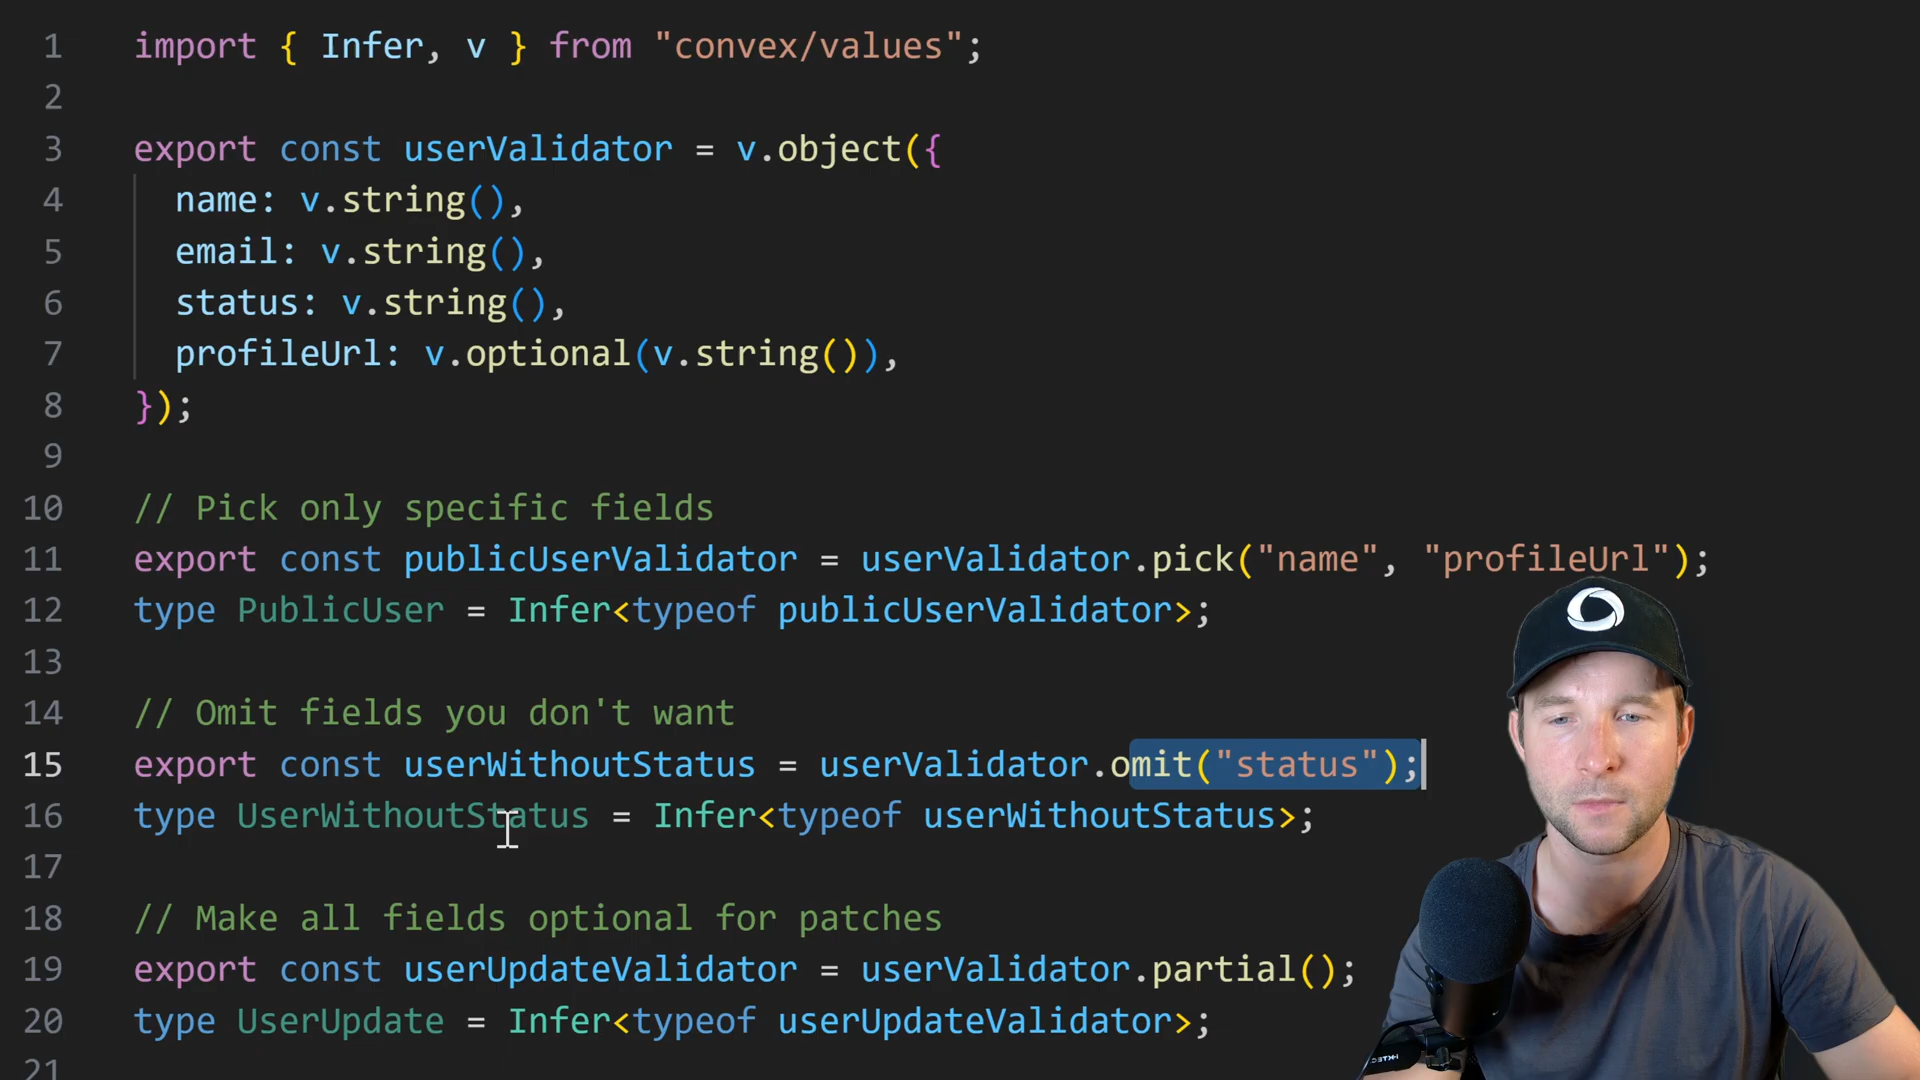 1 import { Infer, v } from "convex/values";
2
3 export const userValidator = v.object({
4 name: v.string(),
5 email: v.string(),
6 status: v.string(),
7 profileUrl: v.optional(v.string()),
8 });
9
10 // Pick only specific fields
11 export const publicUserValidator = userValidator.pick("name", "profileUrl");
12 type PublicUser = Infer<typeof publicUserValidator>;
13
14 // Omit fields you don't want
15 export const userWithoutStatus = userValidator.omit("status");
16 type UserWithoutStatus = Infer<typeof userWithoutStatus>;
17
18 // Make all fields optional for patches
19 export const userUpdateValidator = userValidator.partial();
20 type UserUpdate = Infer<typeof userUpdateValidator>;
21